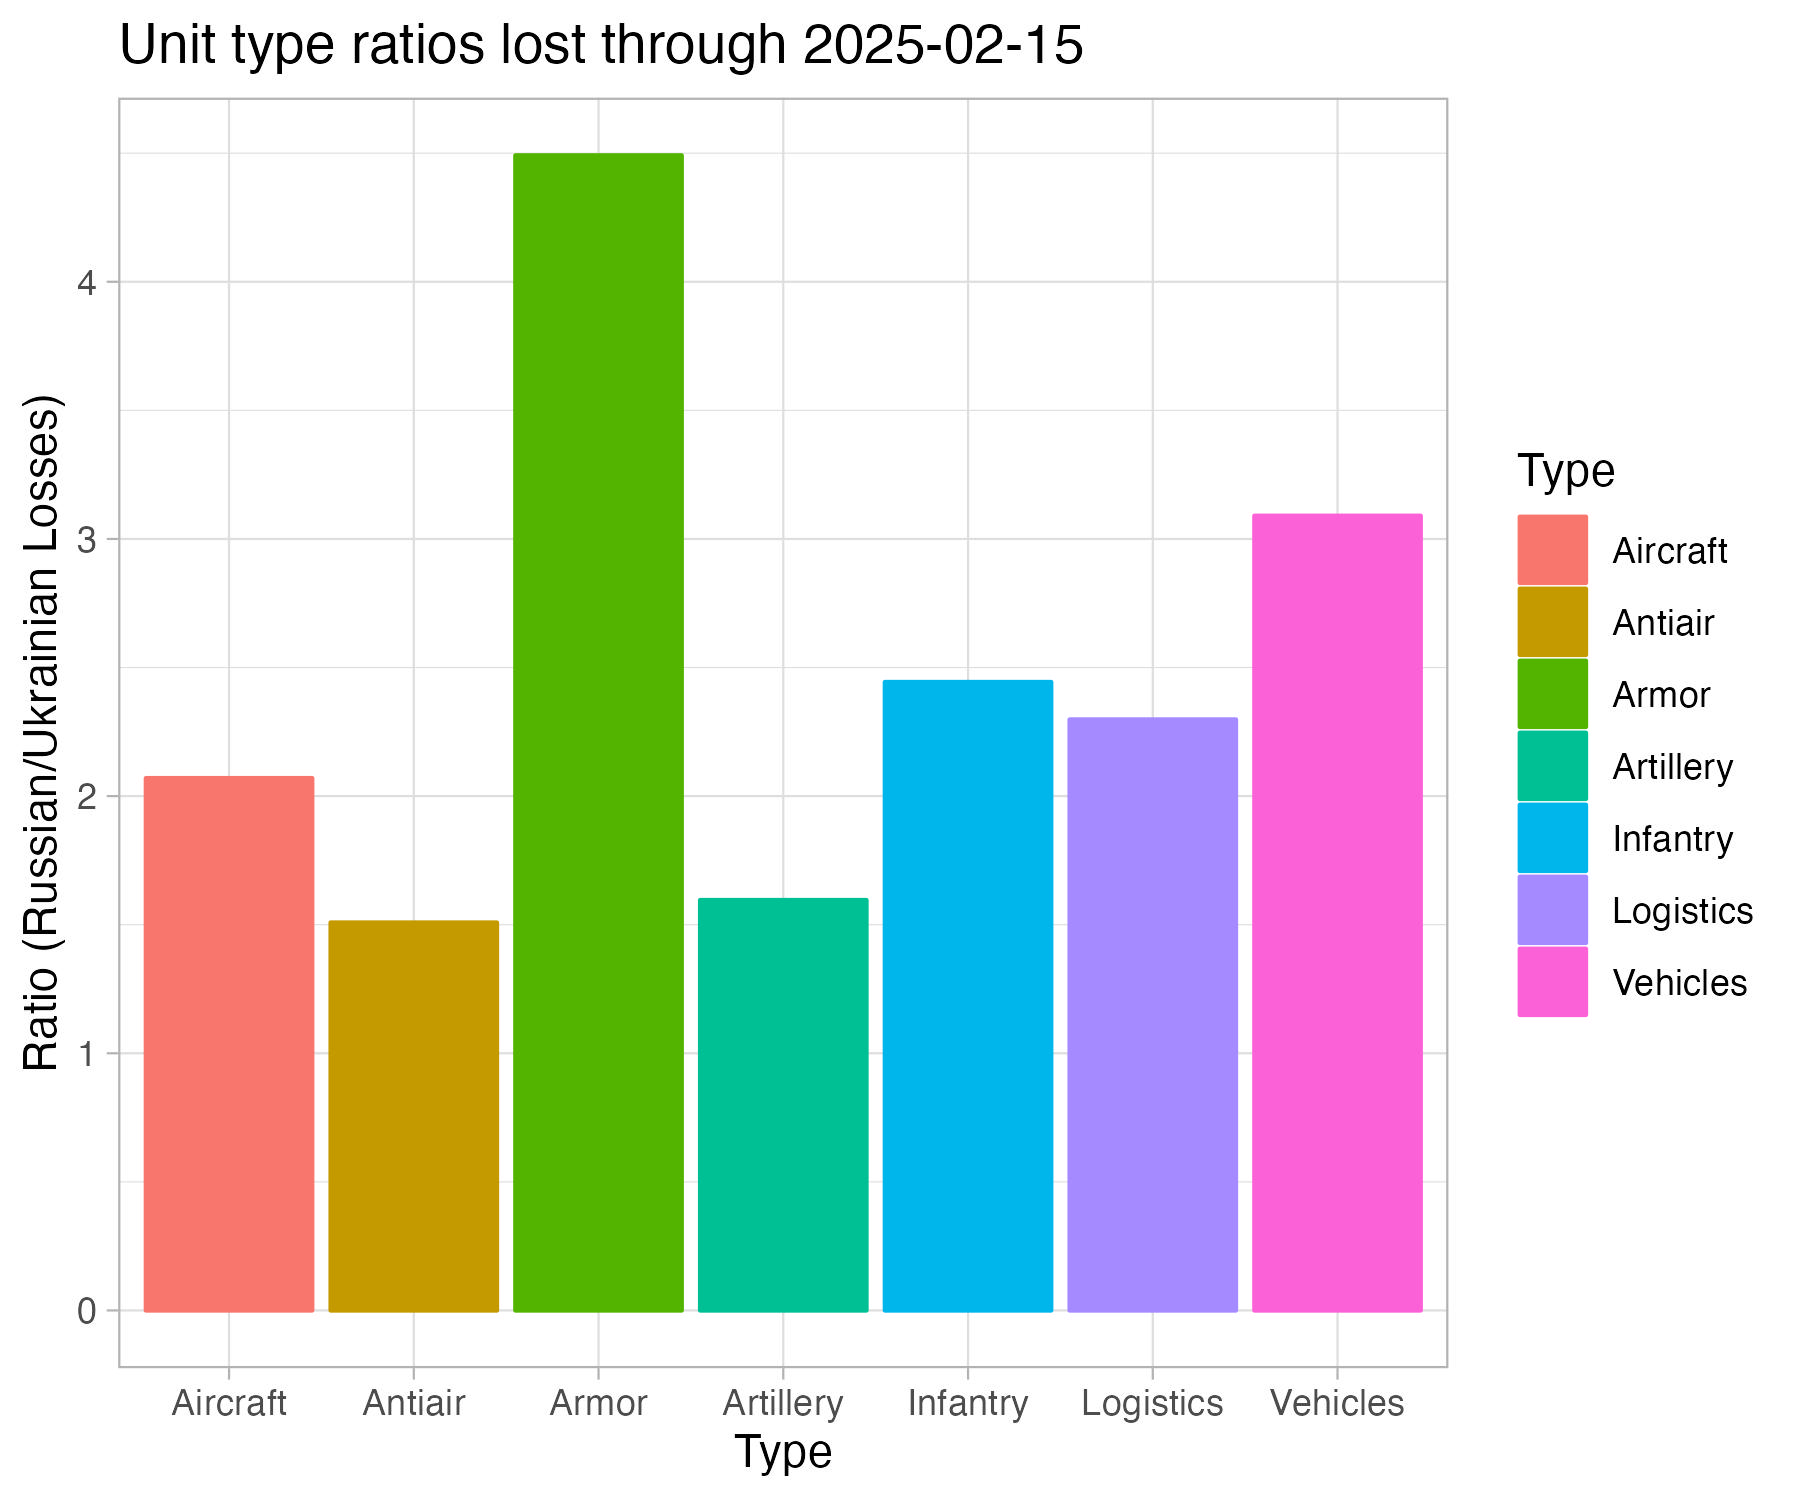 Unit type ratios lost through 2025-02-15
Ratio (Russian/Ukrainian Losses)
4
3
2
1
0
Aircraft
Antiair
Armor
Artillery
Infantry
Logistics
Vehicles
Type
Type
Aircraft
Antiair
Armor
Artillery
Infantry
Logistics
Vehicles